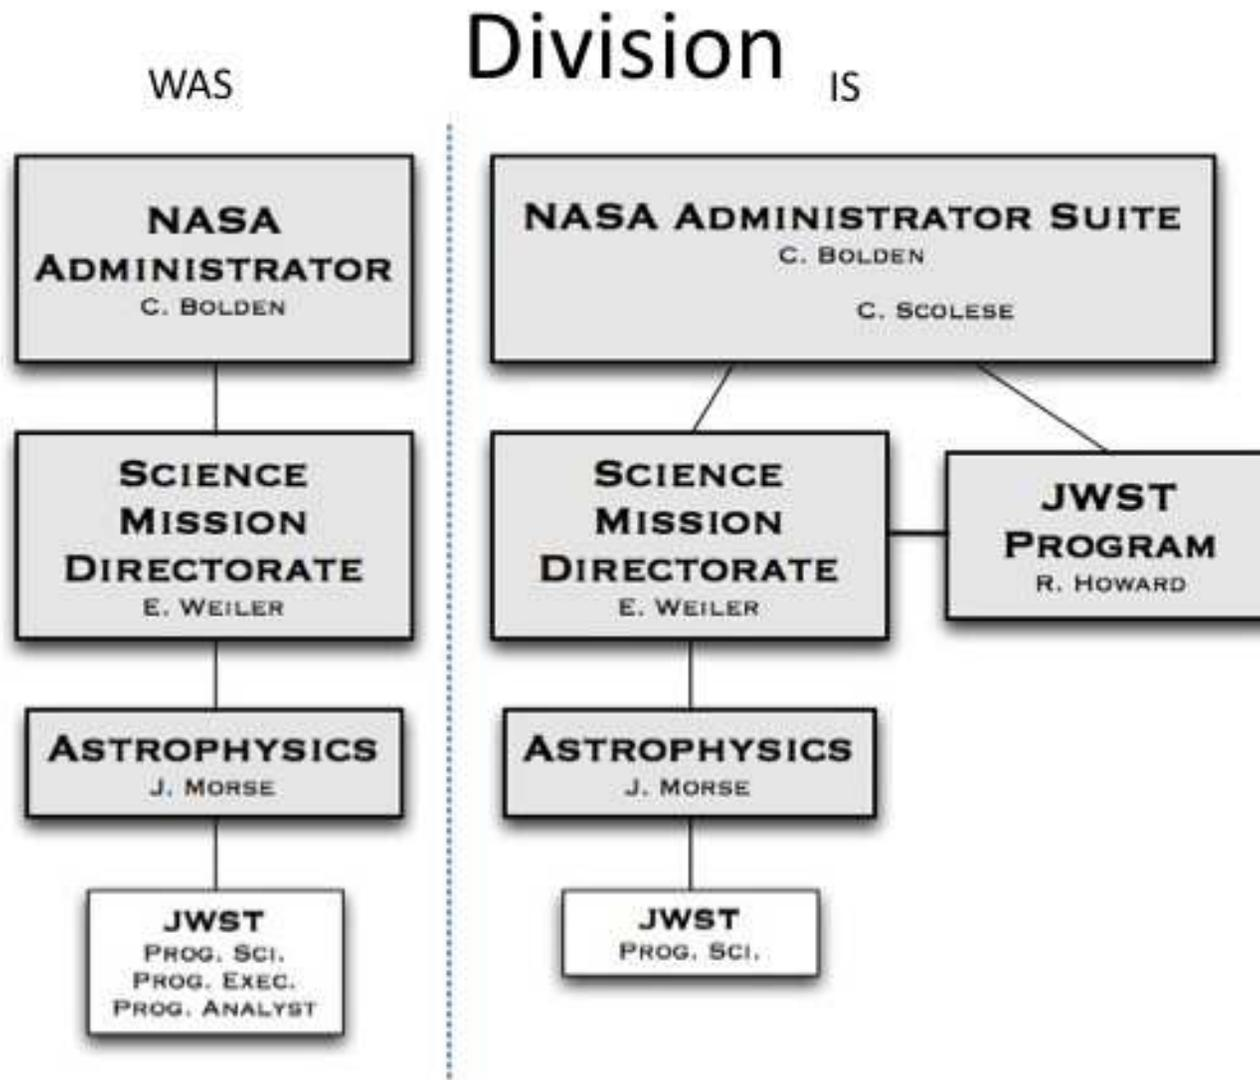 Division
WAS
IS
NASA
ADMINISTRATOR
C. BOLDEN
SCIENCE
MISSION
DIRECTORATE
E. WEILER
ASTROPHYSICS
J. MORSE
JWST
PROG. SCI.
PROG. EXEC.
PROG. ANALYST
NASA ADMINISTRATOR SUITE
C. BOLDEN
C. SCOLESE
SCIENCE
MISSION
DIRECTORATE
E. WEILER
JWST
PROGRAM
R. HOWARD
ASTROPHYSICS
J. MORSE
JWST
PROG. SCI.